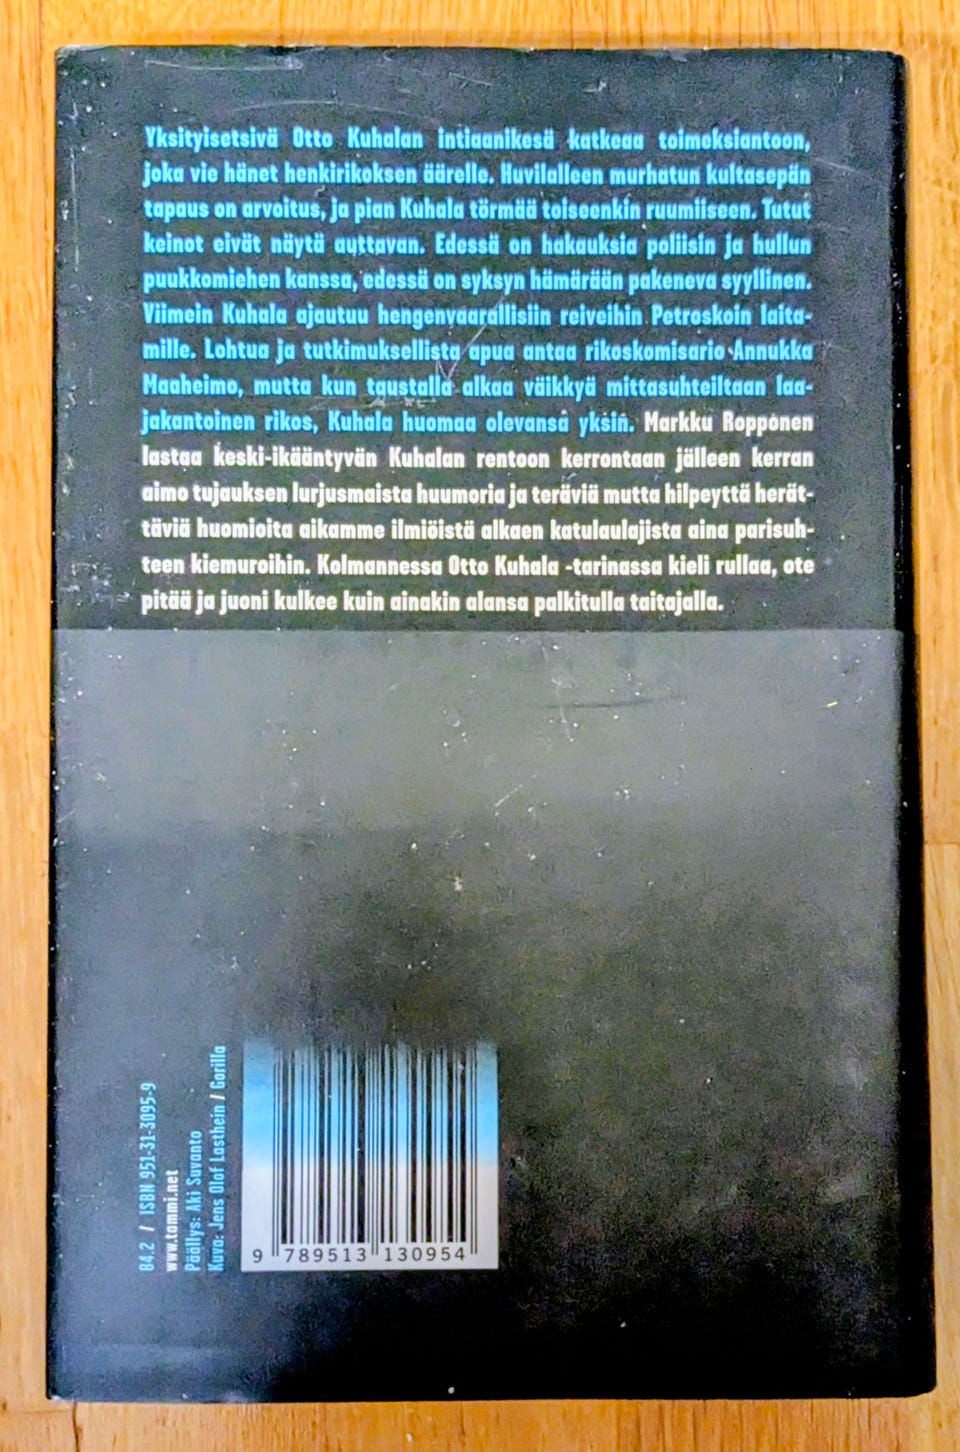 Yksityisetsivä Otto Kuhalan intiaanikesä katkeaa toimeksiantoon,
joka vie hänet henkirikoksen äärelle. Huvilalleen murhatun kultasepän
tapaus on arvoitus, ja pian Kuhala törmää toiseenkin ruumiiseen. Tutut
keinot eivät näytä auttavan. Edessä on hakauksia poliisin ja hullun
puukkomiehen kanssa, edessä on syksyn hämärään pakeneva syyllinen.
Viimein Kuhala ajautuu hengenvaarallisiin reiveihin Petroskoin laita-
mille. Lohtua ja tutkimuksellista apua antaa rikoskomisario Annukka
Maaheimo, mutta kun taustalla alkaa väikkyä mittasuhteiltaan laa-
jakantoinen rikos, Kuhala huomaa olevansa yksin. Markku Ropponen
lastaa keski-ikääntyvän Kuhalan rentoon kerrontaan jälleen kerran
aimo tujauksen lurjusmaista huumoria ja teräviä mutta hilpeyttä herät-
täviä huomioita aikamme ilmiöistä alkaen katulaulajista aina parisuh-
teen kiemuroihin. Kolmannessa Otto Kuhala -tarinassa kieli rullaa, ote
pitää ja juoni kulkee kuin ainakin alansa palkitulla taitajalla.
84.2 / ISBN 951-31-3095-9
www.tammi.net
Päällys: Aki Suvanto
Kuva: Jens Olof Lasthein / Gorilla
9 789513 130954